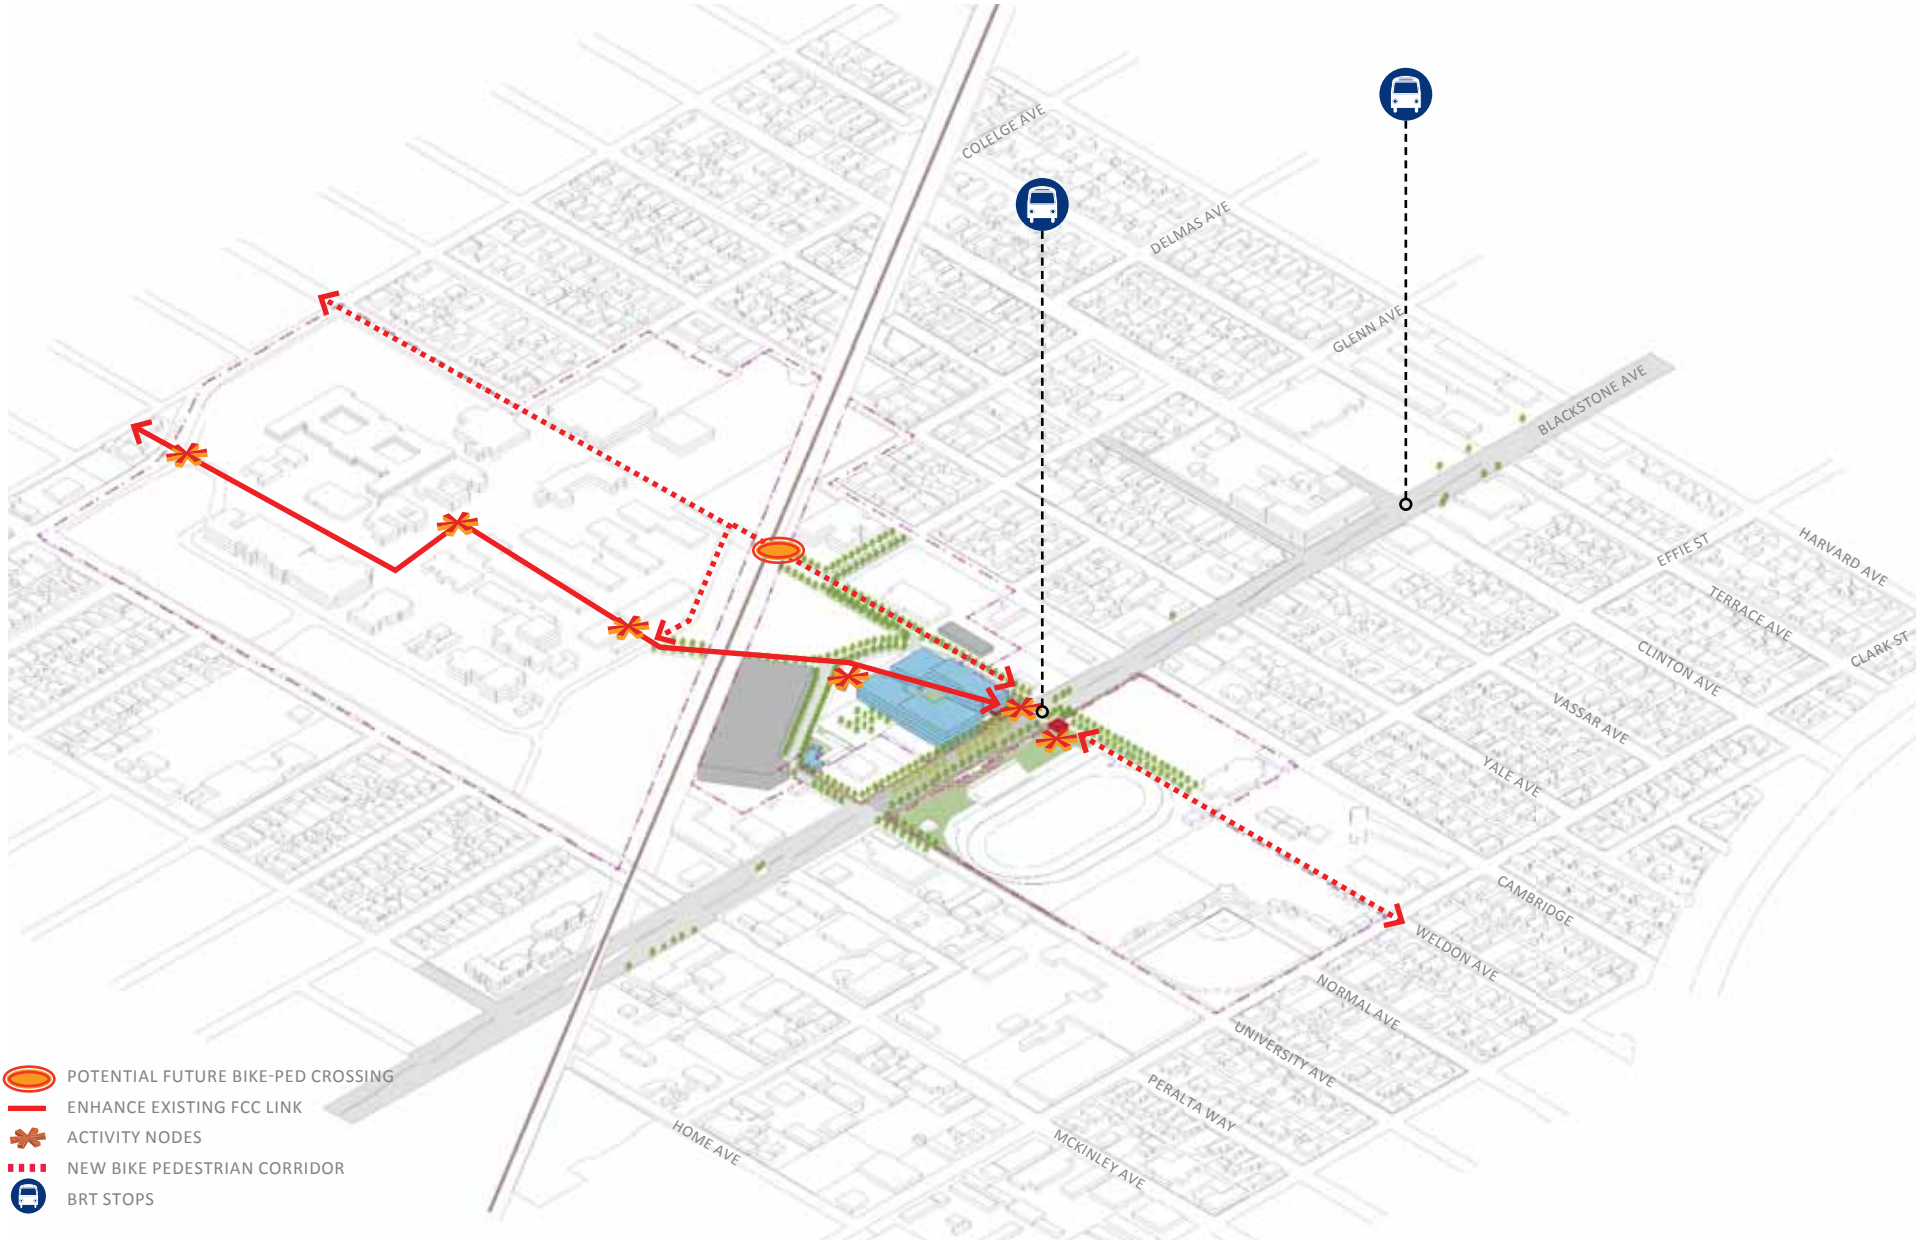 COLELGE AVE
DELMAS AVE
GLENN AVE
BLACKSTONE AVE
HARVARD AVE
EFFIE ST
TERRACE AVE
CLARK ST
CLINTON AVE
VASSAR AVE
YALE AVE
CAMBRIDGE
WELDON AVE
NORMAL AVE
UNIVERSITY AVE
PERALTA WAY
MCKINLEY AVE
HOME AVE
POTENTIAL FUTURE BIKE-PED CROSSING
ENHANCE EXISTING FCC LINK
ACTIVITY NODES
NEW BIKE PEDESTRIAN CORRIDOR
BRT STOPS